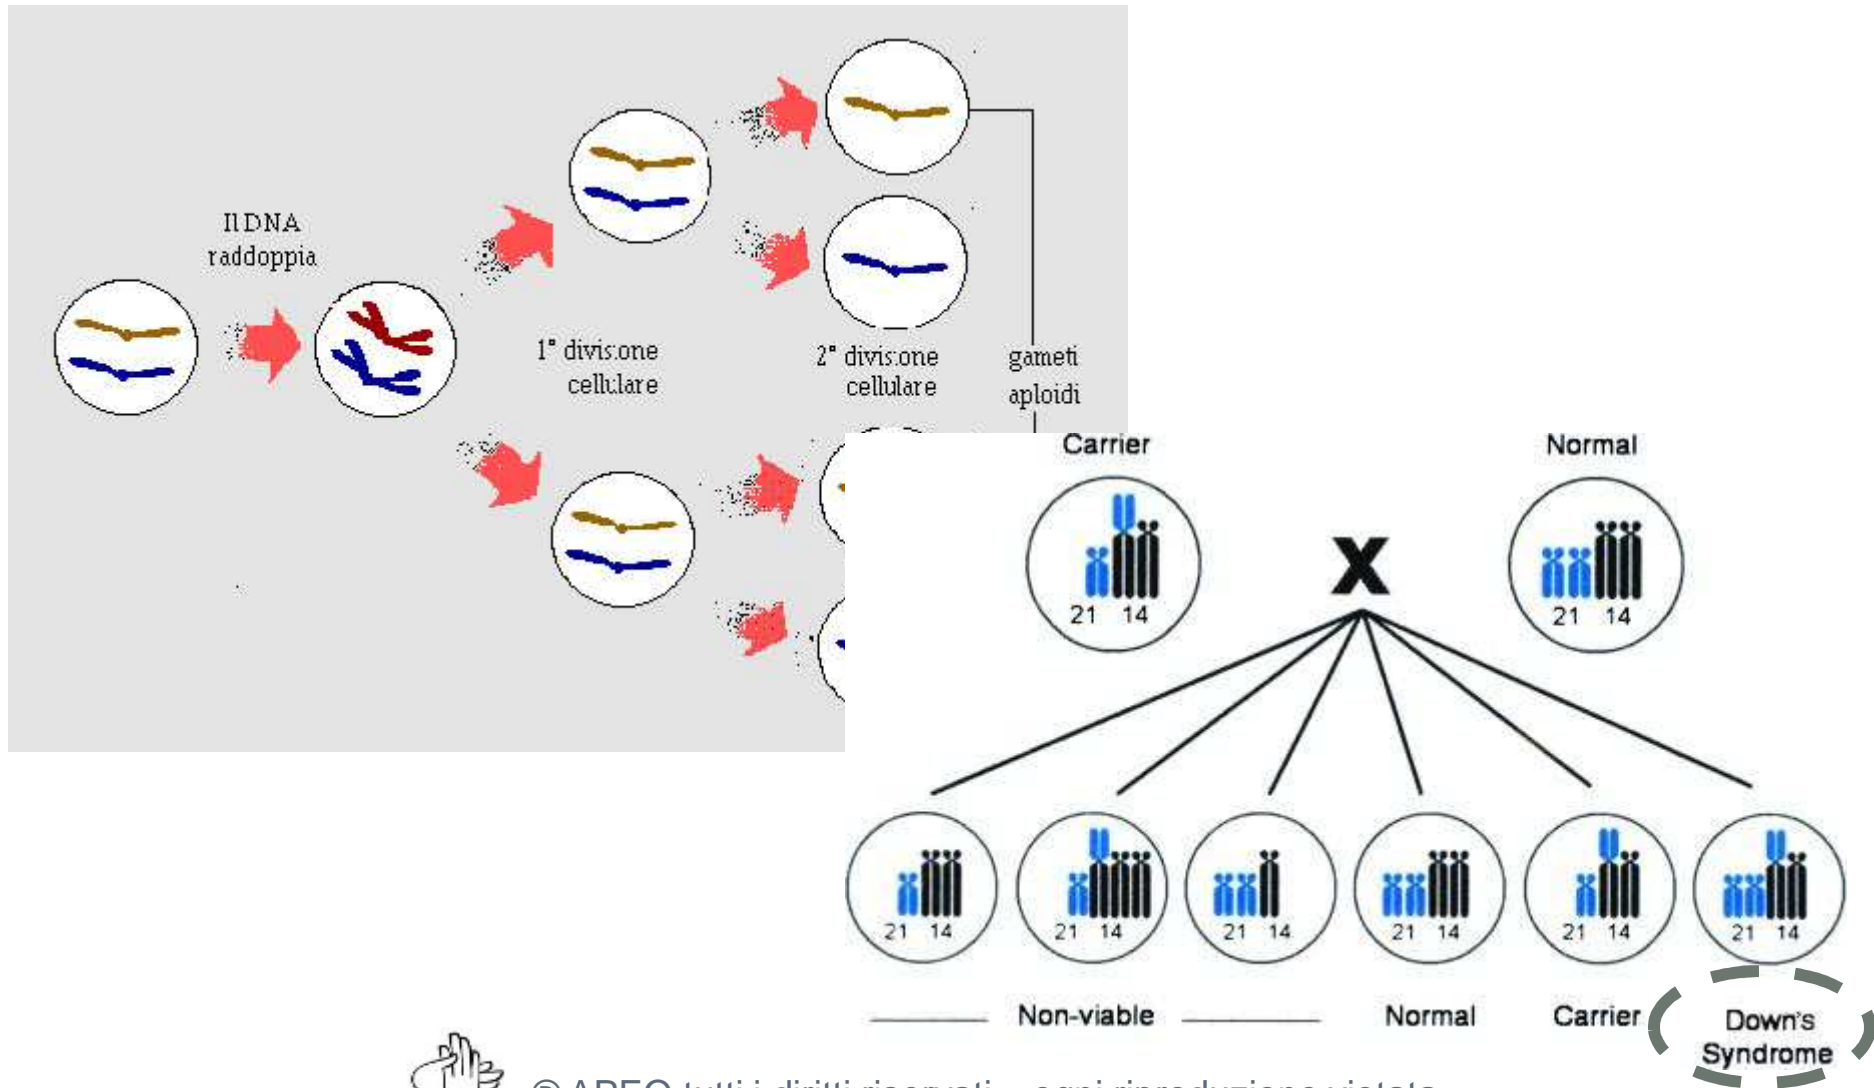 Il DNA
raddoppia
1° divisione
cellulare
2° divisione
cellulare
gameti
aploidi
Carrier
Normal
21 14
21 14
21 14
21 14
21 14
21 14
21 14
21 14
Non-viable
Normal
Carrier
Down's
Syndrome
X
© APEO tutti i diritti riservati – ogni riproduzione vietata